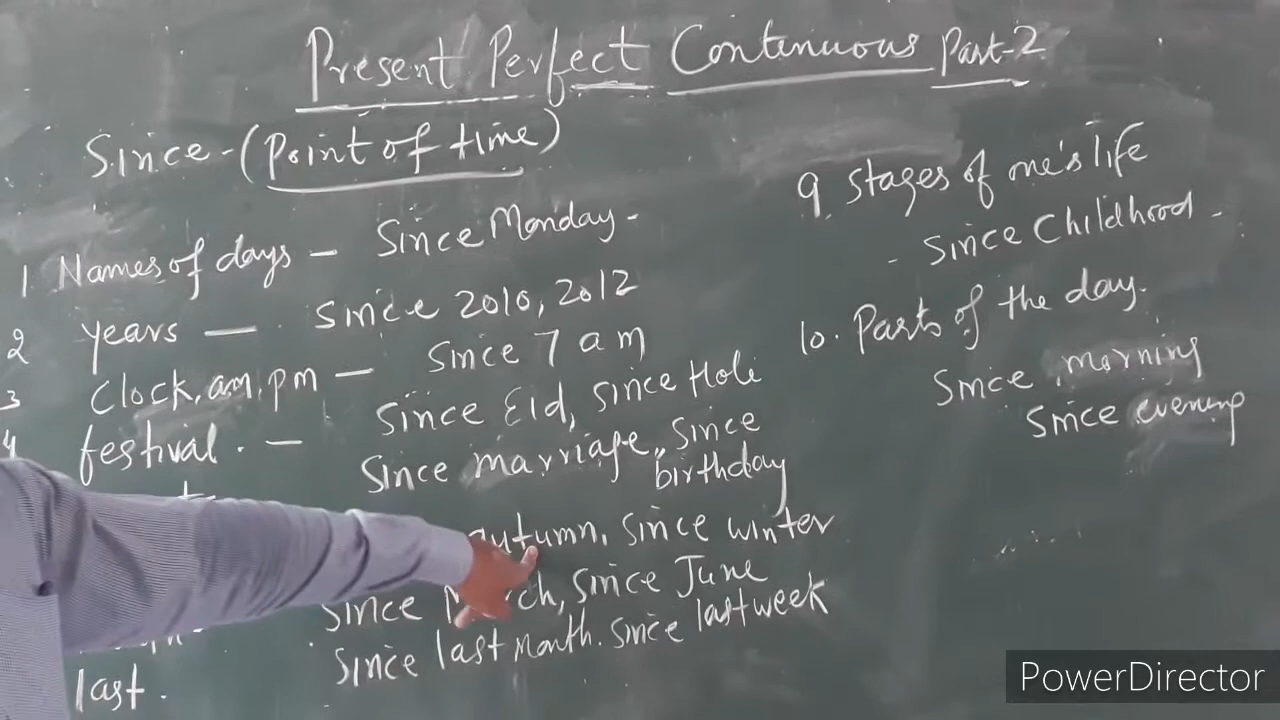 Present Perfect Continuous Part-2
Since - (Point of time)
1 Names of days - Since Monday -
2 years - Since 2010, 2012
3 Clock, am, pm - Since 7 am
4 festival. - Since Eid, since Holi
Since marriage, since birthday
autumn, since winter
Since March, since June
last. Since last month. since last week
9. Stages of one's life
- Since Childhood -
10. Parts of the day.
Since morning
Since evening
PowerDirector